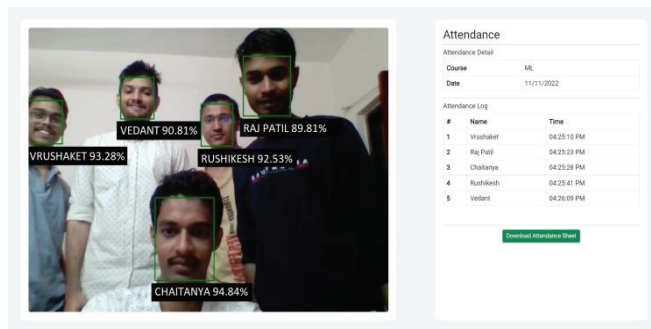 VEDANT 90.81%
RAJ PATIL 89.81%
VRUSHAKET 93.28%
RUSHIKESH 92.53%
CHAITANYA 94.84%
Attendance
Attendance Detail
Course ML
Date 11/11/2022
Attendance Log
# Name Time
1 Vrushaket 04:25:10 PM
2 Raj Patil 04:25:23 PM
3 Chaitanya 04:25:28 PM
4 Rushikesh 04:25:41 PM
5 Vedant 04:26:09 PM
Download Attendance Sheet